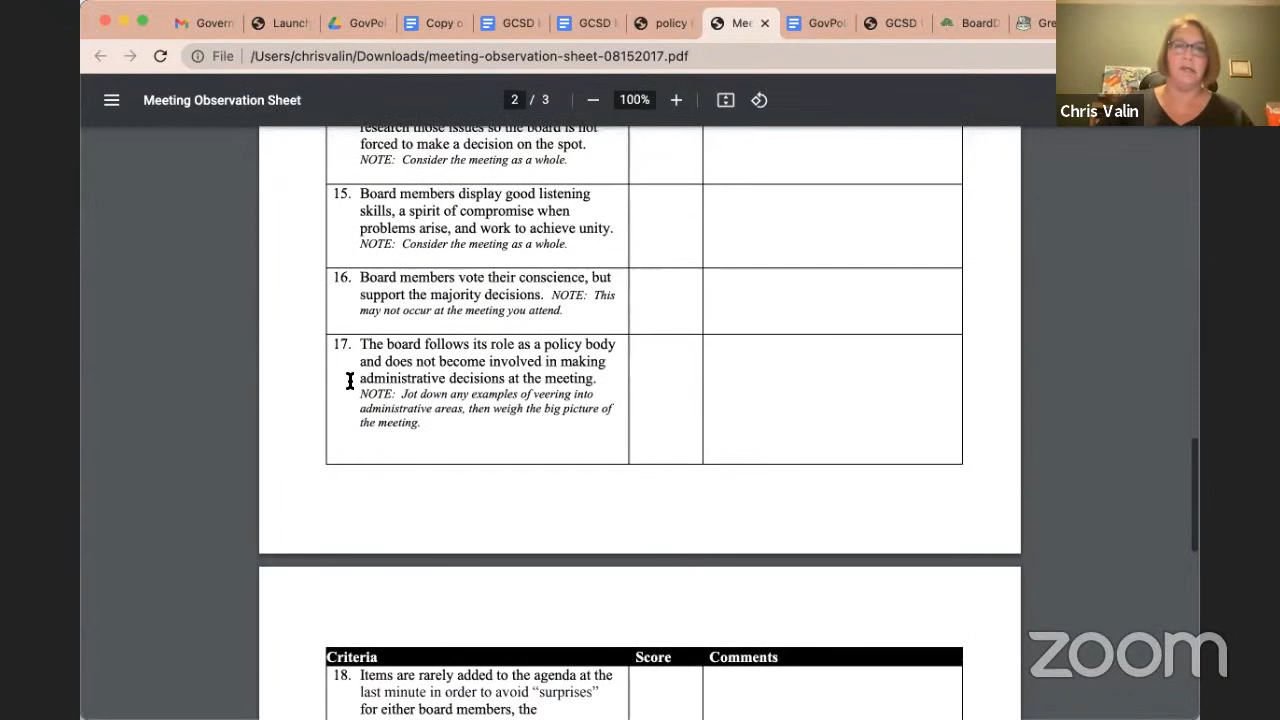 Govern
Launch
GovPol
Copy o
GCSD
GCSD
policy
Mee
GovPol
GCSD
BoardD
Gre
File /Users/chrisvalin/Downloads/meeting-observation-sheet-08152017.pdf
Meeting Observation Sheet
2 / 3
100%
Chris Valin
research those issues so the board is not
forced to make a decision on the spot.
NOTE: Consider the meeting as a whole.
15. Board members display good listening
skills, a spirit of compromise when
problems arise, and work to achieve unity.
NOTE: Consider the meeting as a whole.
16. Board members vote their conscience, but
support the majority decisions. NOTE: This
may not occur at the meeting you attend.
17. The board follows its role as a policy body
and does not become involved in making
administrative decisions at the meeting.
NOTE: Jot down any examples of veering into
administrative areas, then weigh the big picture of
the meeting.
Criteria Score Comments
18. Items are rarely added to the agenda at the
last minute in order to avoid “surprises”
for either board members, the
zoom